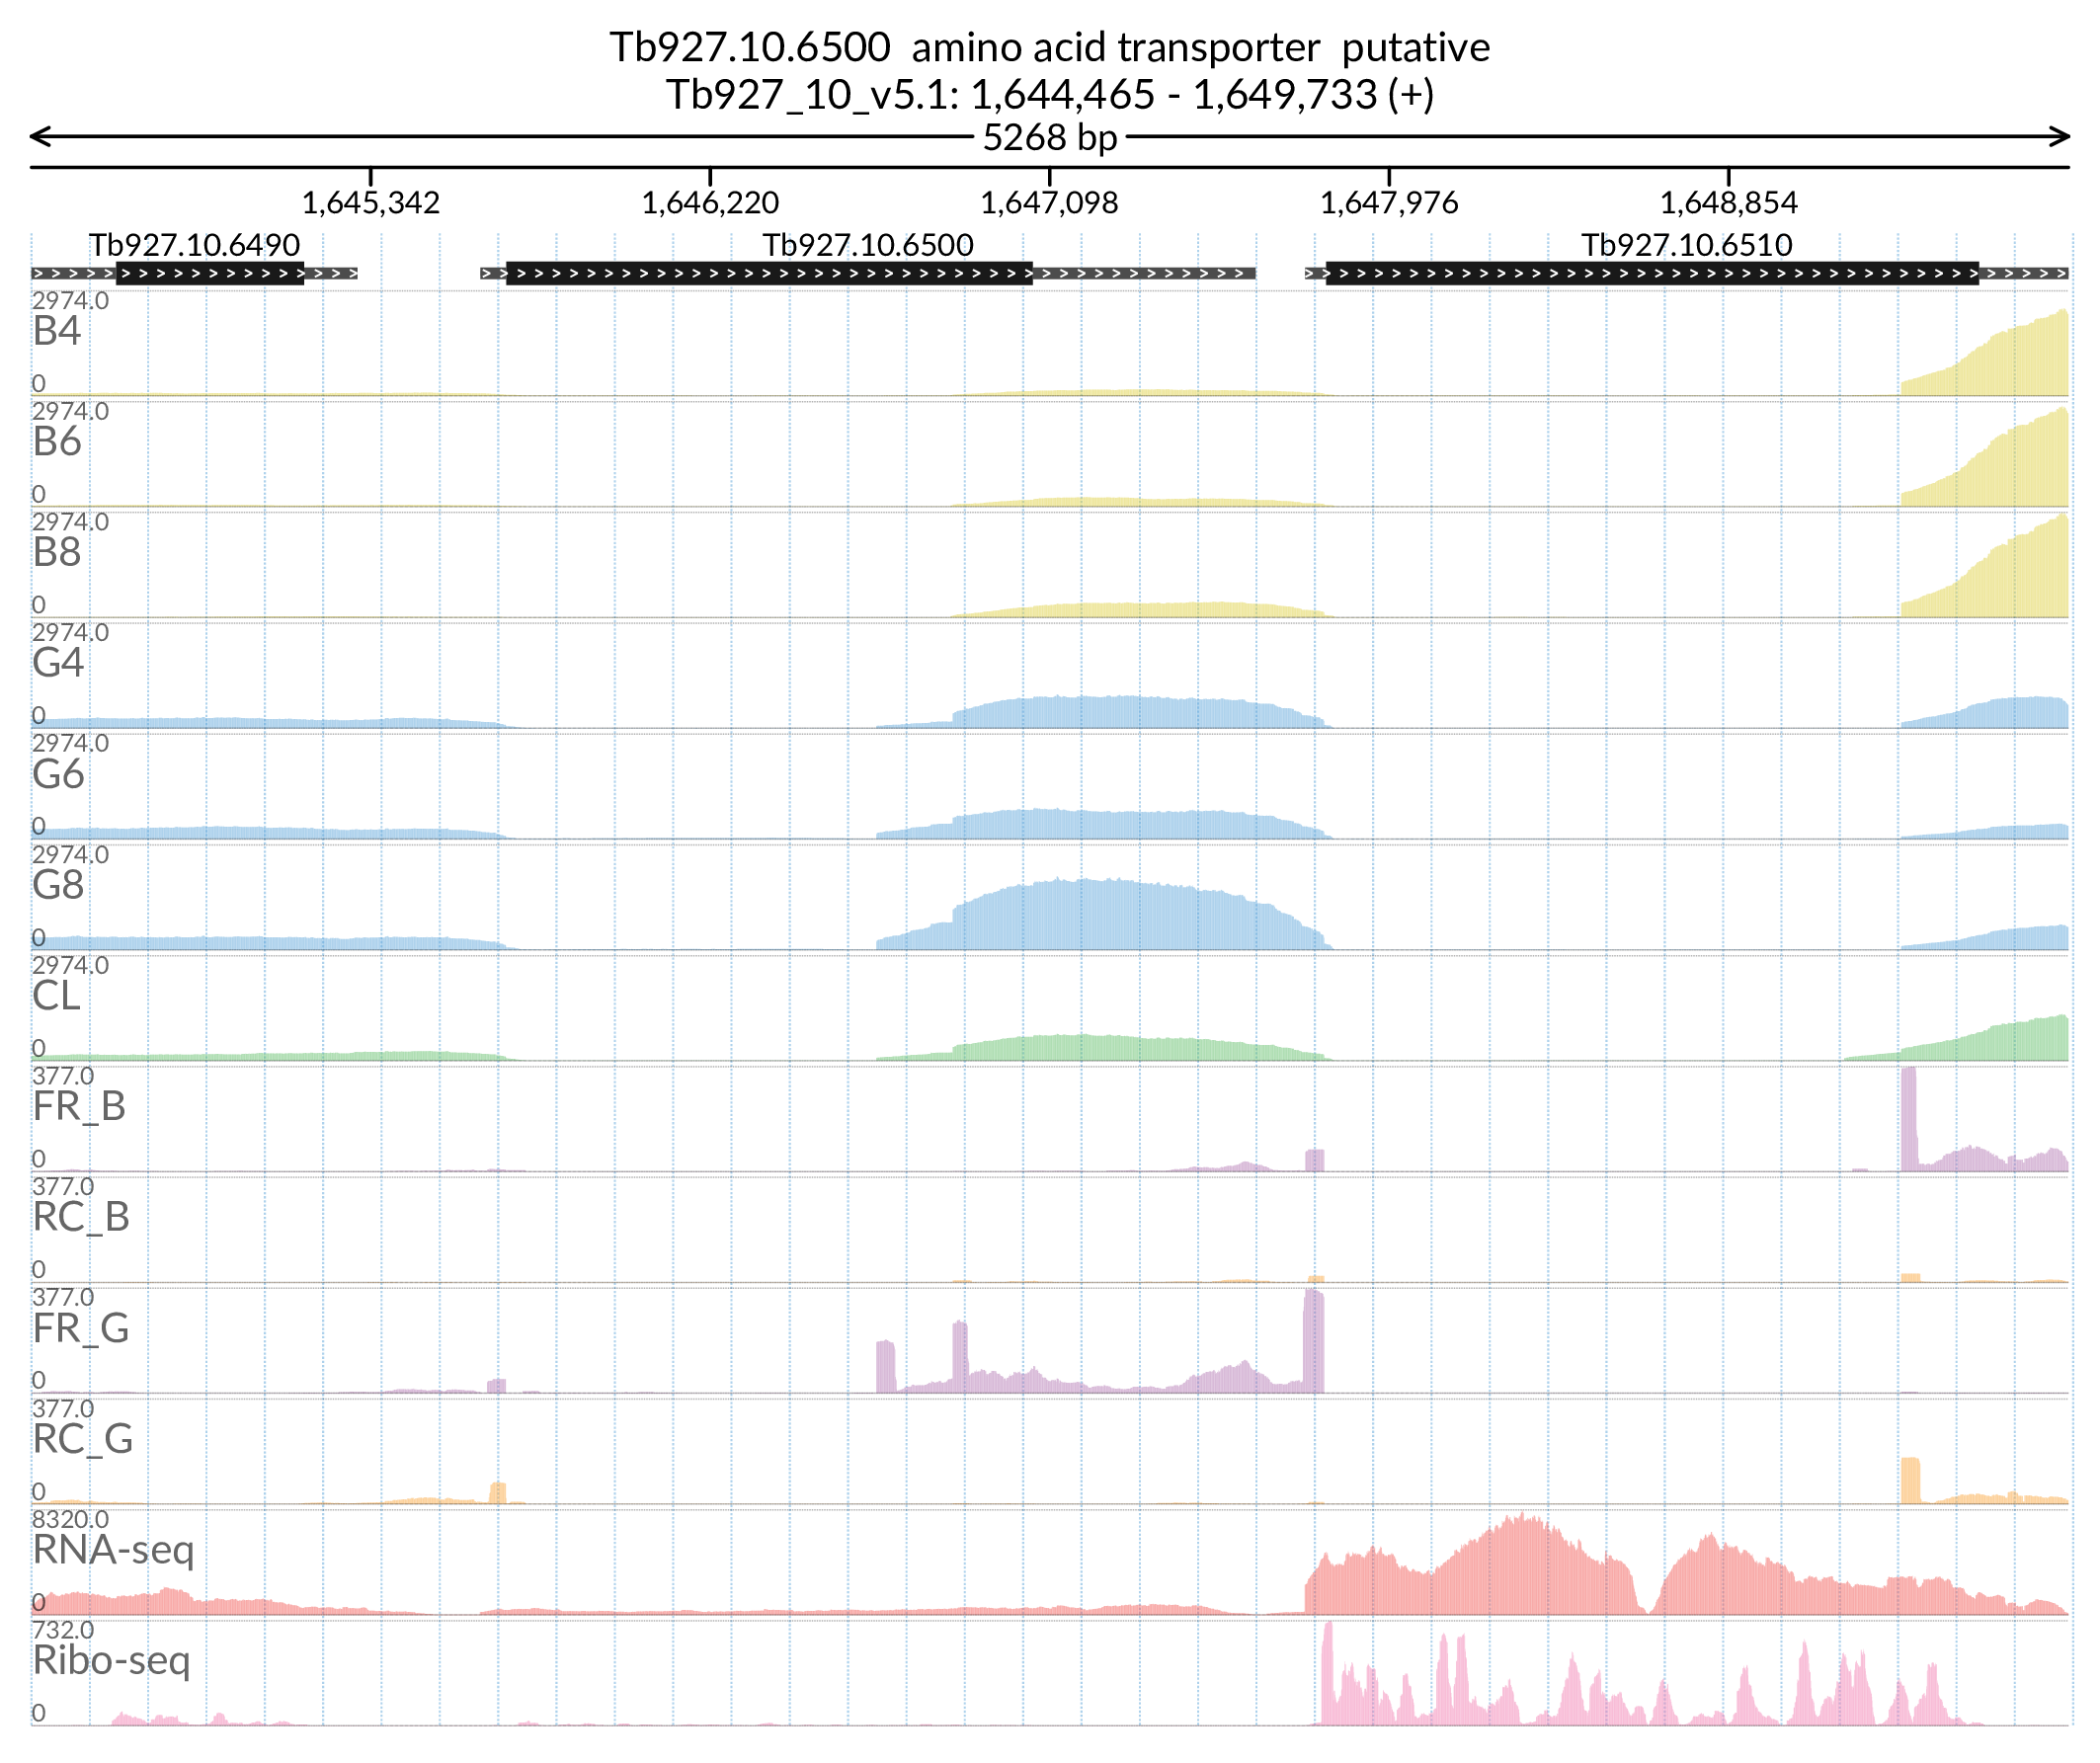 Tb927.10.6500  amino acid transporter  putative
Tb927_10_v5.1: 1,644,465 - 1,649,733 (+)
5268 bp
1,645,342 1,646,220 1,647,098 1,647,976 1,648,854
Tb927.10.6490 Tb927.10.6500 Tb927.10.6510
2974.0
B4
0
2974.0
B6
0
2974.0
B8
0
2974.0
G4
0
2974.0
G6
0
2974.0
G8
0
2974.0
CL
0
377.0
FR_B
0
377.0
RC_B
0
377.0
FR_G
0
377.0
RC_G
0
8320.0
RNA-seq
0
732.0
Ribo-seq
0